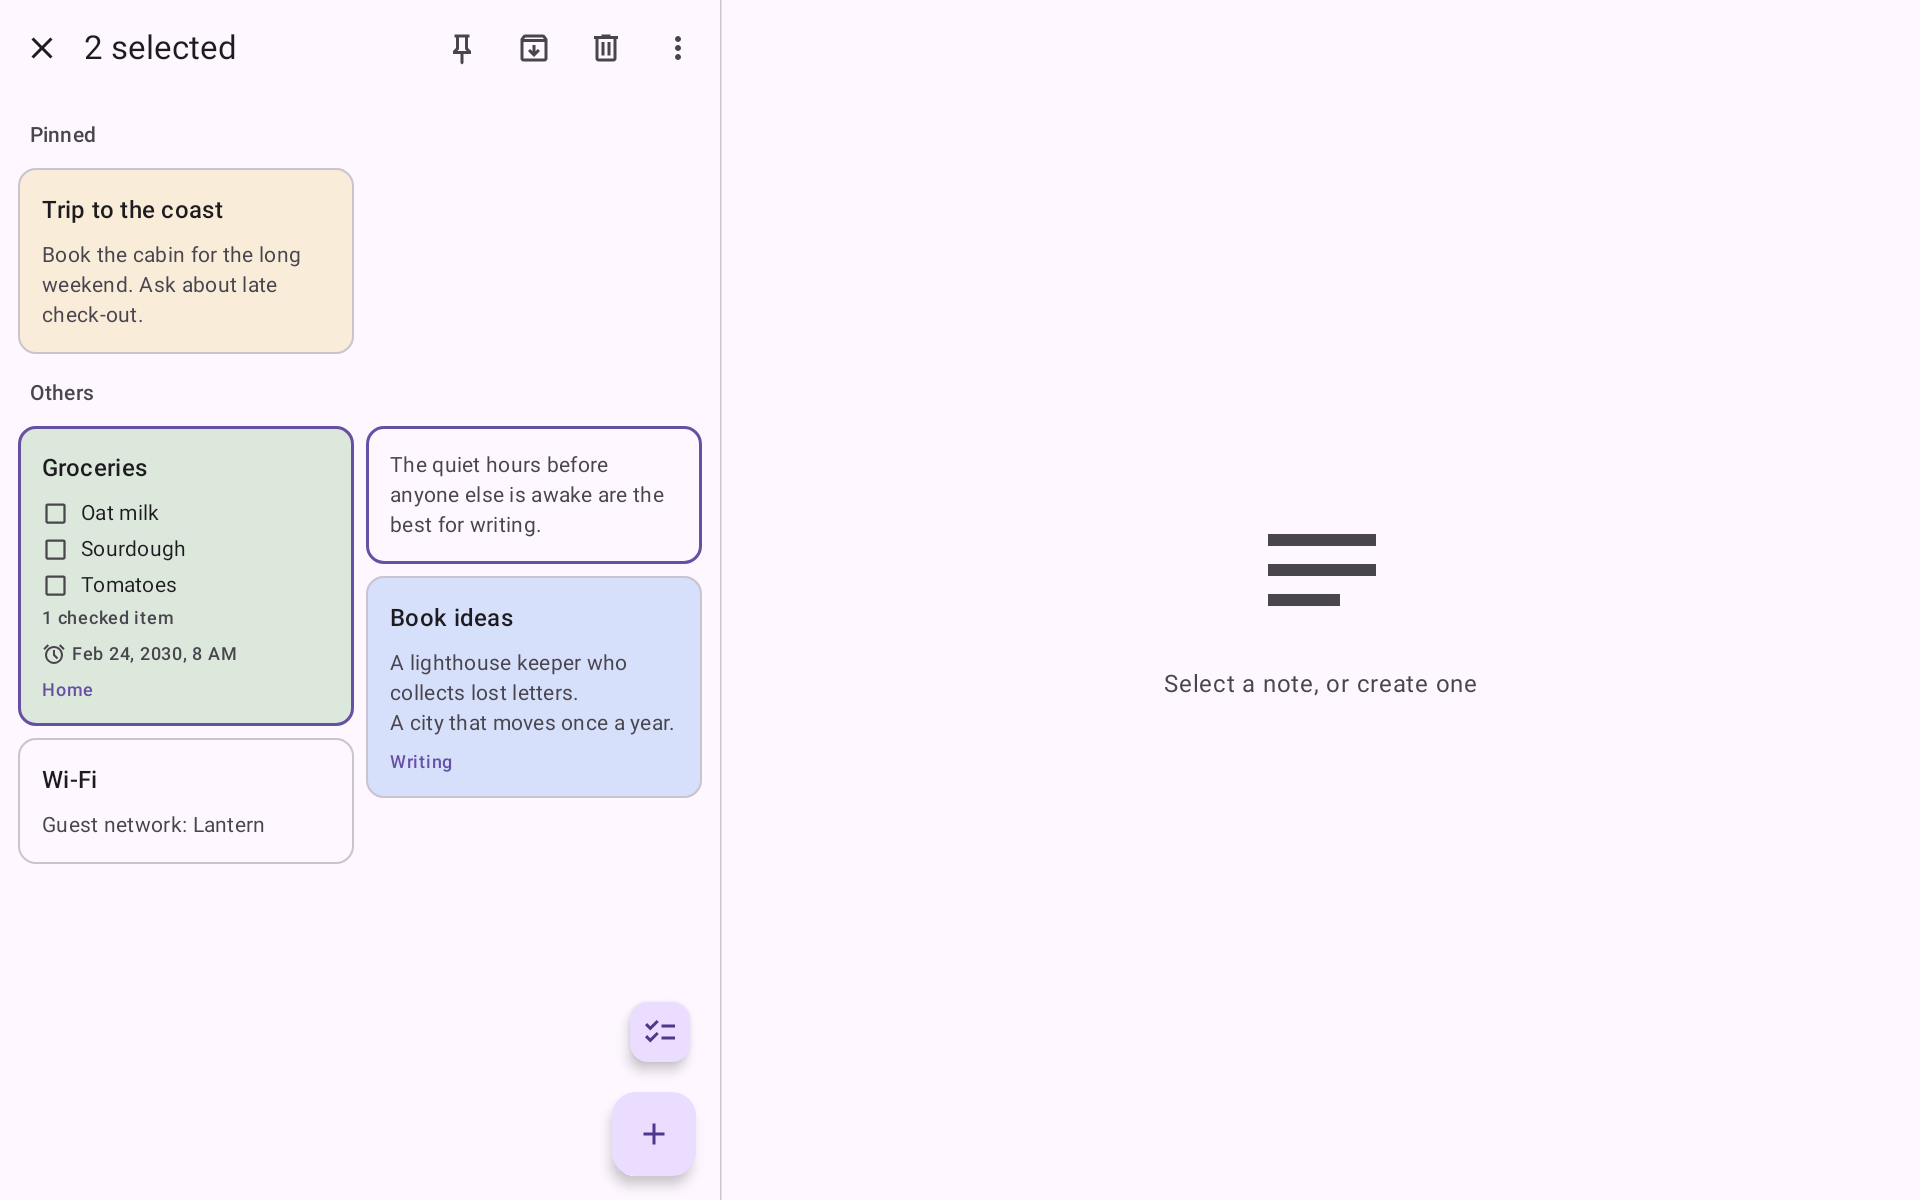 2 selected
Pinned
Trip to the coast
Book the cabin for the long
weekend. Ask about late
check-out.
Others
Groceries
Oat milk
Sourdough
Tomatoes
1 checked item
Feb 24, 2030, 8 AM
Home
The quiet hours before
anyone else is awake are the
best for writing.
Book ideas
A lighthouse keeper who
collects lost letters.
A city that moves once a year.
Writing
Wi-Fi
Guest network: Lantern
Select a note, or create one